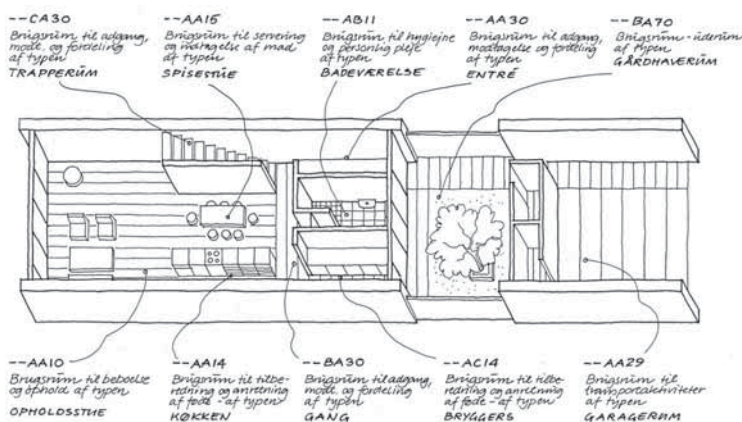 --CA30
Brugsrum til adgang,
modt. og fordeling
af typen
TRAPPERUM
--AA15
Brugsrum til servering
og indtagelse af mad
af typen
SPISESTUE
--AB11
Brugsrum til hygiejne
og personlig pleje
af typen
BADEVÆRELSE
--AA30
Brugsrum til adgang,
modtagelse og fordeling
af typen
ENTRÉ
--BA70
Brugsrum - uderum
af typen
GÅRDHAVERUM
--AA10
Brugsrum til beboelse
og ophold af typen
OPHOLDSSTUE
--AA14
Brugsrum til tilbe-
redning og anretning
af føde - af typen
KØKKEN
--BA30
Brugsrum til adgang,
modt. og fordeling
af typen
GANG
--AC14
Brugsrum til tilbe-
redning og anretning
af føde - af typen
BRYGGERS
--AA29
Brugsrum til
transportaktiviteter
af typen
GARAGERUM